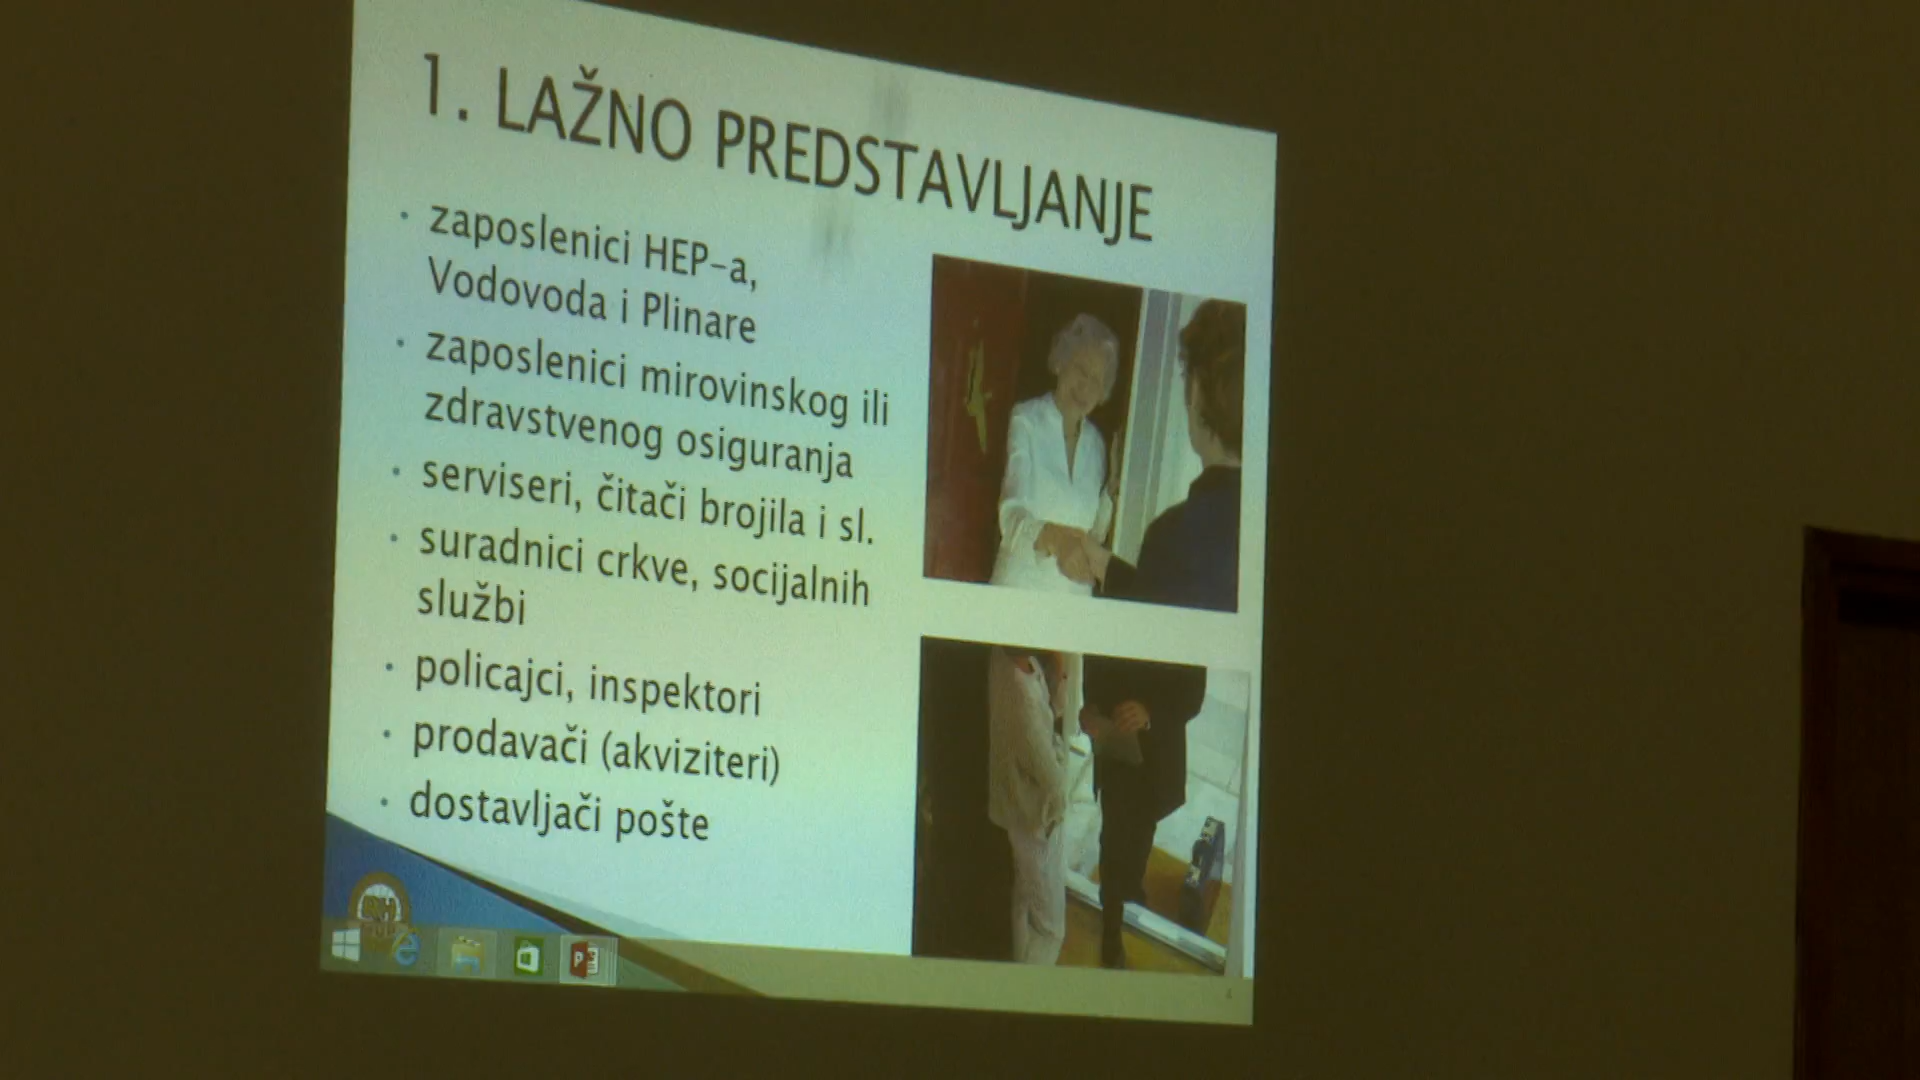 1. LAŽNO PREDSTAVLJANJE
• zaposlenici HEP-a,
Vodovoda i Plinare
• zaposlenici mirovinskog ili
zdravstvenog osiguranja
• serviseri, čitači brojila i sl.
• suradnici crkve, socijalnih
službi
• policajci, inspektori
• prodavači (akviziteri)
• dostavljači pošte